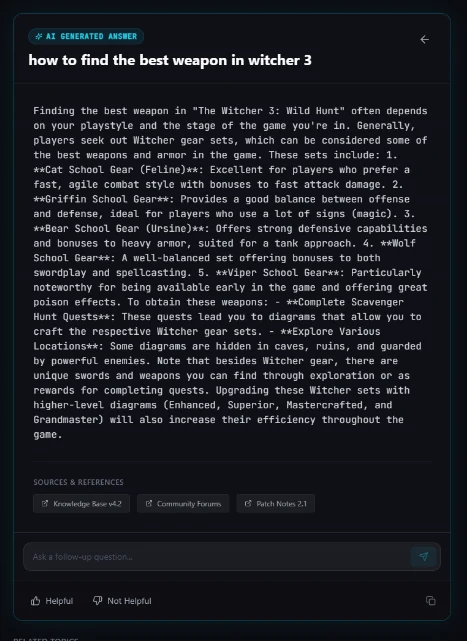 AI GENERATED ANSWER
how to find the best weapon in witcher 3
Finding the best weapon in "The Witcher 3: Wild Hunt" often depends
on your playstyle and the stage of the game you're in. Generally,
players seek out Witcher gear sets, which can be considered some of
the best weapons and armor in the game. These sets include: 1.
**Cat School Gear (Feline)**: Excellent for players who prefer a
fast, agile combat style with bonuses to fast attack damage. 2.
**Griffin School Gear**: Provides a good balance between offense
and defense, ideal for players who use a lot of signs (magic). 3.
**Bear School Gear (Ursine)**: Offers strong defensive capabilities
and bonuses to heavy armor, suited for a tank approach. 4. **Wolf
School Gear**: A well-balanced set offering bonuses to both
swordplay and spellcasting. 5. **Viper School Gear**: Particularly
noteworthy for being available early in the game and offering great
poison effects. To obtain these weapons: - **Complete Scavenger
Hunt Quests**: These quests lead you to diagrams that allow you to
craft the respective Witcher gear sets. - **Explore Various
Locations**: Some diagrams are hidden in caves, ruins, and guarded
by powerful enemies. Note that besides Witcher gear, there are
unique swords and weapons you can find through exploration or as
rewards for completing quests. Upgrading these Witcher sets with
higher-level diagrams (Enhanced, Superior, Mastercrafted, and
Grandmaster) will also increase their efficiency throughout the
game.
SOURCES & REFERENCES
Knowledge Base v4.2
Community Forums
Patch Notes 2.1
Ask a follow-up question...
Helpful
Not Helpful
RELATED TOPICS